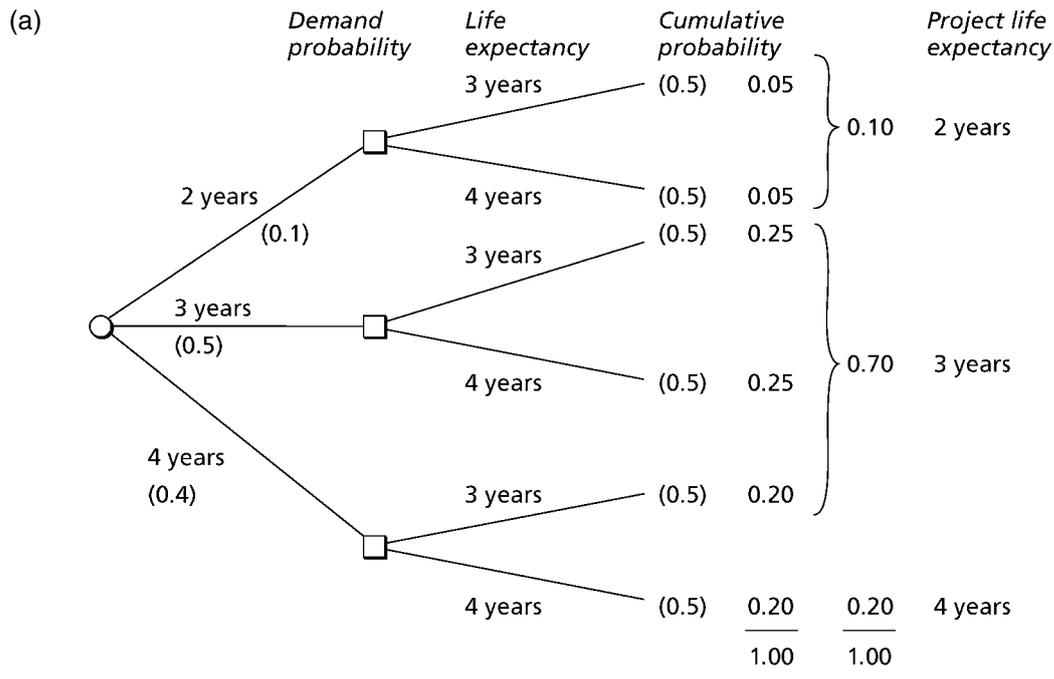 (a)
Demand probability
Life expectancy
Cumulative probability
Project life expectancy
3 years (0.5) 0.05
0.10 2 years
2 years
4 years (0.5) 0.05
(0.1)
(0.5) 0.25
3 years
3 years
(0.5)
0.70 3 years
4 years (0.5) 0.25
4 years
(0.4)
3 years (0.5) 0.20
4 years (0.5) 0.20 0.20 4 years
1.00 1.00